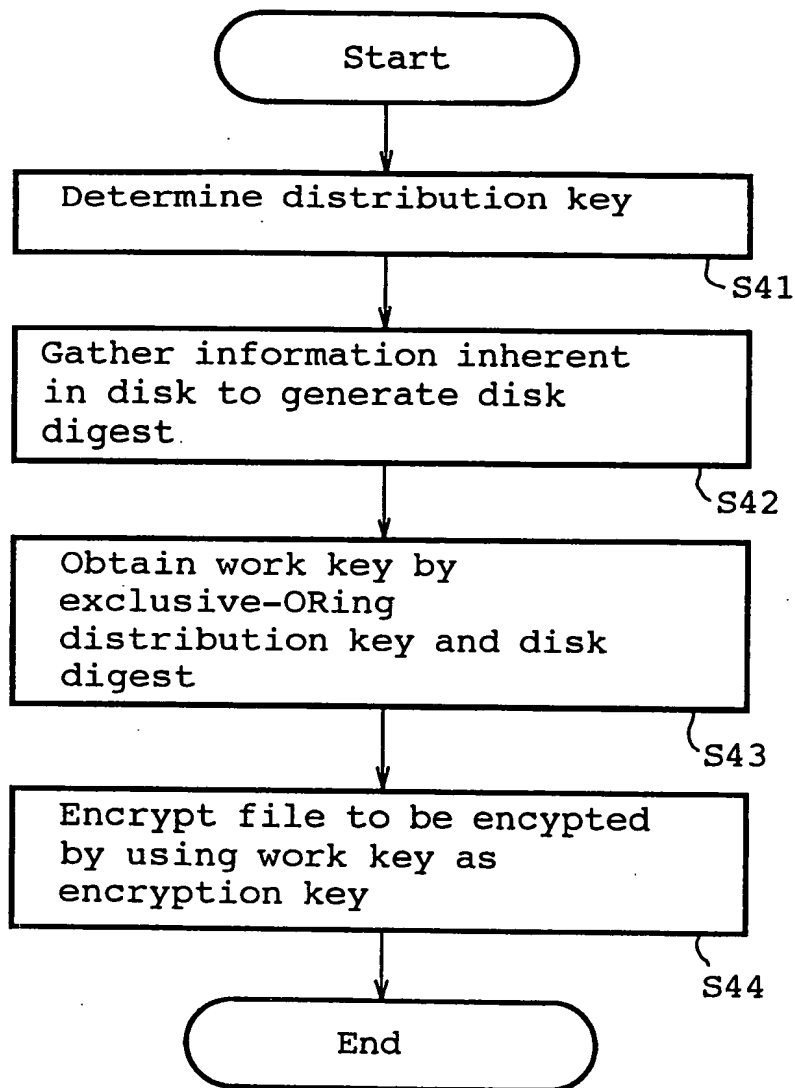 Start
Determine distribution key
S41
Gather information inherent
in disk to generate disk
digest
S42
Obtain work key by
exclusive-ORing
distribution key and disk
digest
S43
Encrypt file to be encypted
by using work key as
encryption key
S44
End